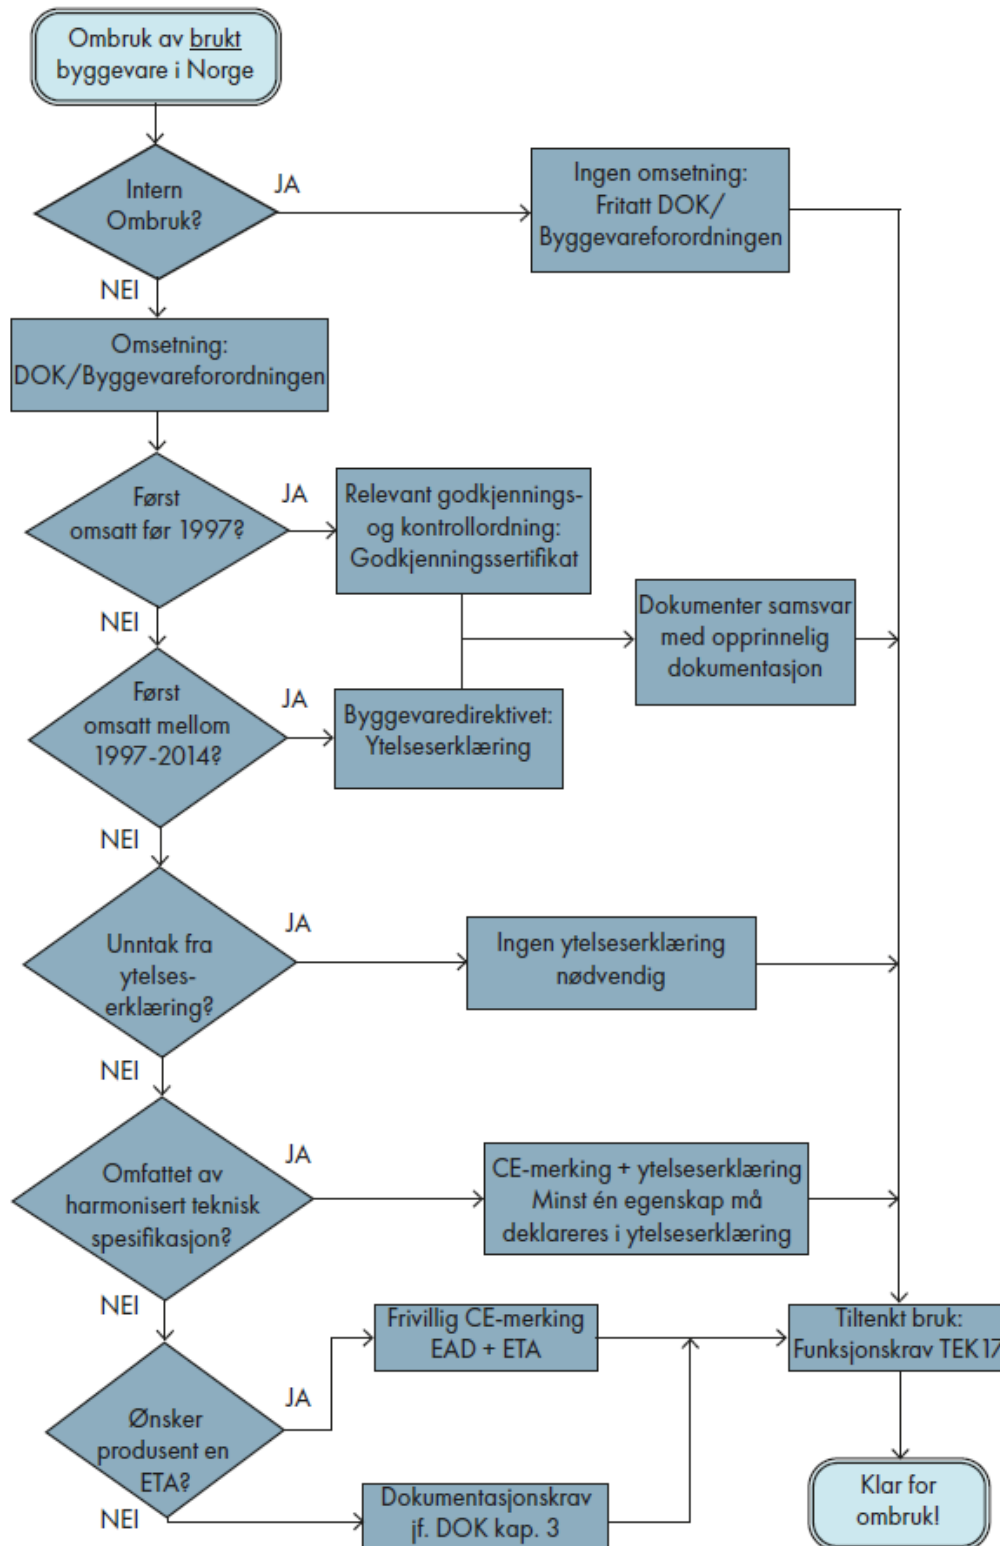 Ombruk av brukt
byggevare i Norge
Intern
Ombruk?
JA
Ingen omsetning:
Fritatt DOK/
Byggevareforordningen
NEI
Omsetning:
DOK/Byggevareforordningen
Først
omsatt før 1997?
JA
Relevant godkjennings-
og kontrollordning:
Godkjenningssertifikat
Dokumenter samsvar
med opprinnelig
dokumentasjon
NEI
Først
omsatt mellom
1997-2014?
JA
Byggevaredirektivet:
Ytelseserklæring
NEI
Unntak fra
ytelses-
erklæring?
JA
Ingen ytelseserklæring
nødvendig
NEI
Omfattet av
harmonisert teknisk
spesifikasjon?
JA
CE-merking + ytelseserklæring
Minst én egenskap må
deklareres i ytelseserklæring
NEI
Ønsker
produsent en
ETA?
JA
Frivillig CE-merking
EAD + ETA
Tiltenkt bruk:
Funksjonskrav TEK17
NEI
Dokumentasjonskrav
jf. DOK kap. 3
Klar for
ombruk!